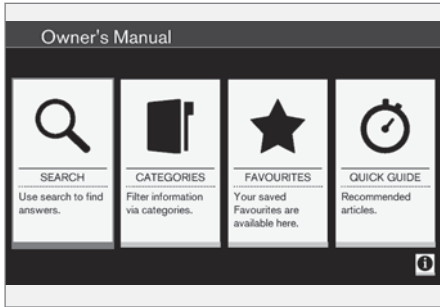 Owner's Manual
SEARCH
Use search to find
answers.
CATEGORIES
Filter information
via categories.
FAVOURITES
Your saved
Favourites are
available here.
QUICK GUIDE
Recommended
articles.
i